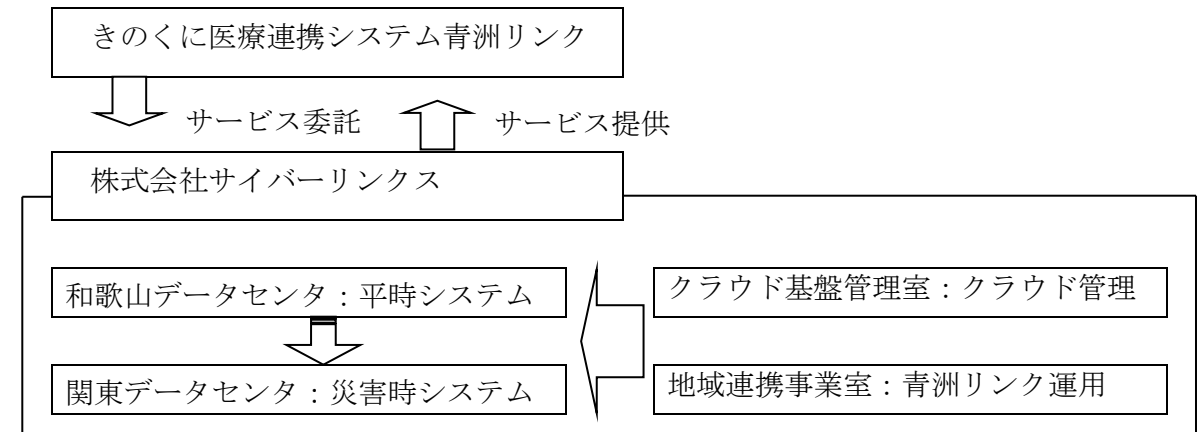 きのくに医療連携システム青洲リンク
サービス委託
サービス提供
株式会社サイバーリンクス
和歌山データセンタ：平時システム
クラウド基盤管理室：クラウド管理
関東データセンタ：災害時システム
地域連携事業室：青洲リンク運用